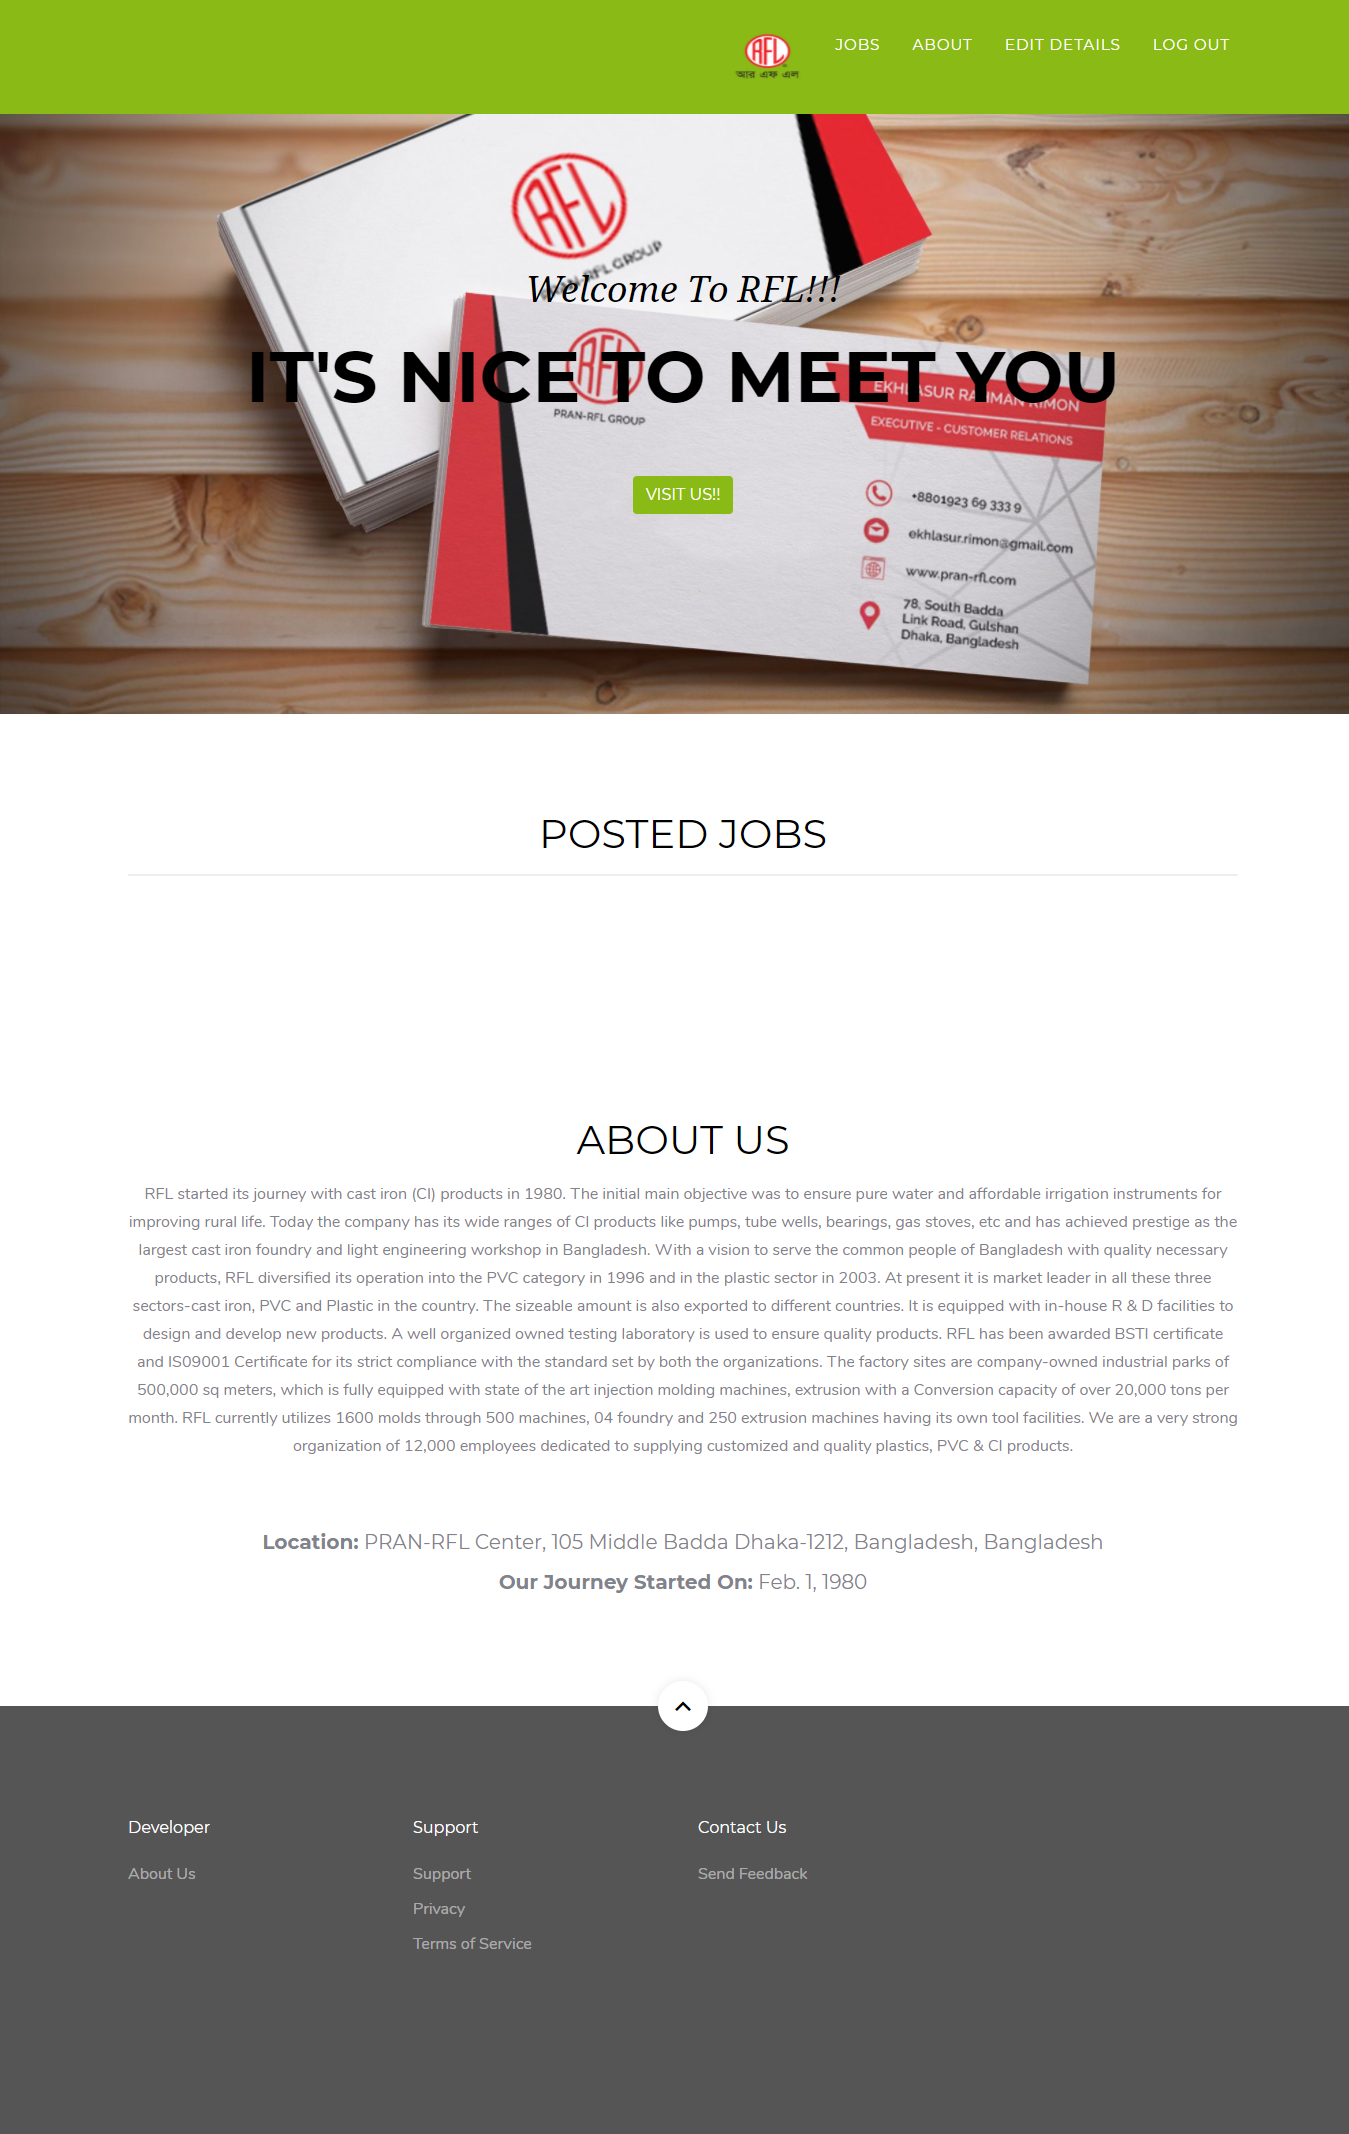 RFL
আর এফ এল
JOBS ABOUT EDIT DETAILS LOG OUT
RFL
PRAN-RFL GROUP
Welcome To RFL!!!
IT'S NICE TO MEET YOU
RFL
PRAN-RFL GROUP
EKHLASUR RAHMAN RIMON
EXECUTIVE - CUSTOMER RELATIONS
VISIT US!!
+8801923 69 333 9
ekhlasur.rimon@gmail.com
www.pran-rfl.com
78, South Badda
Link Road, Gulshan
Dhaka, Bangladesh
POSTED JOBS
ABOUT US
RFL started its journey with cast iron (CI) products in 1980. The initial main objective was to ensure pure water and affordable irrigation instruments for
improving rural life. Today the company has its wide ranges of CI products like pumps, tube wells, bearings, gas stoves, etc and has achieved prestige as the
largest cast iron foundry and light engineering workshop in Bangladesh. With a vision to serve the common people of Bangladesh with quality necessary
products, RFL diversified its operation into the PVC category in 1996 and in the plastic sector in 2003. At present it is market leader in all these three
sectors-cast iron, PVC and Plastic in the country. The sizeable amount is also exported to different countries. It is equipped with in-house R & D facilities to
design and develop new products. A well organized owned testing laboratory is used to ensure quality products. RFL has been awarded BSTI certificate
and IS09001 Certificate for its strict compliance with the standard set by both the organizations. The factory sites are company-owned industrial parks of
500,000 sq meters, which is fully equipped with state of the art injection molding machines, extrusion with a Conversion capacity of over 20,000 tons per
month. RFL currently utilizes 1600 molds through 500 machines, 04 foundry and 250 extrusion machines having its own tool facilities. We are a very strong
organization of 12,000 employees dedicated to supplying customized and quality plastics, PVC & CI products.
Location: PRAN-RFL Center, 105 Middle Badda Dhaka-1212, Bangladesh, Bangladesh
Our Journey Started On: Feb. 1, 1980
Developer
About Us
Support
Support
Privacy
Terms of Service
Contact Us
Send Feedback